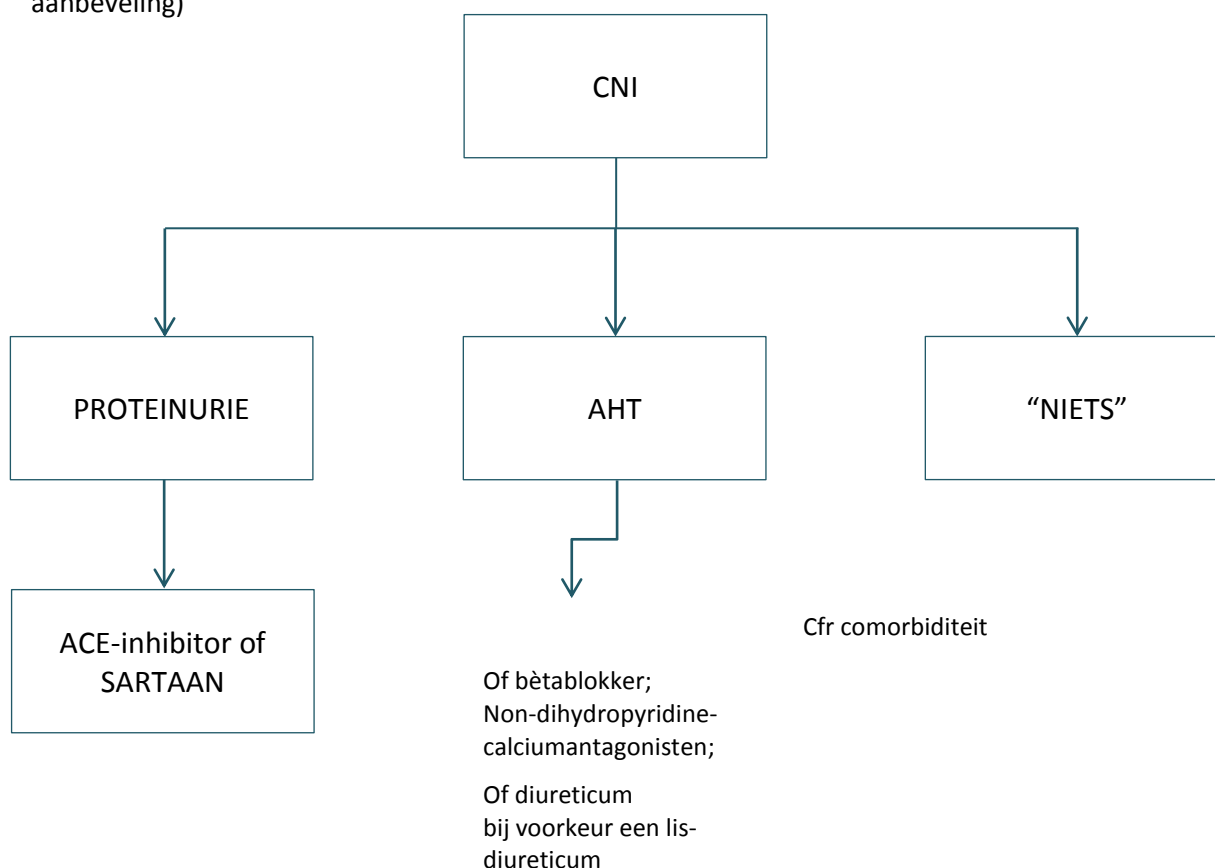 aanbeveling)
CNI
PROTEINURIE
AHT
“NIETS”
ACE-inhibitor of
SARTAAN
Cfr comorbiditeit
Of bètablokker;
Non-dihydropyridine-
calciumantagonisten;
Of diureticum
bij voorkeur een lis-
diureticum